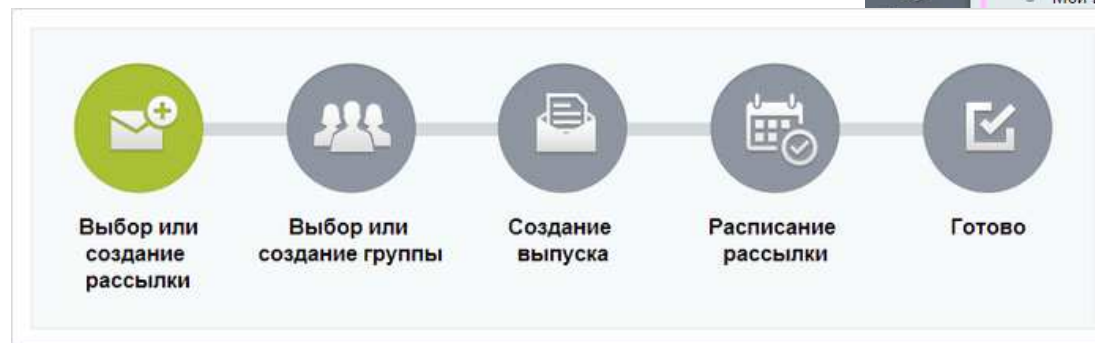 Выбор или
создание
рассылки
Выбор или
создание группы
Создание
выпуска
Расписание
рассылки
Готово